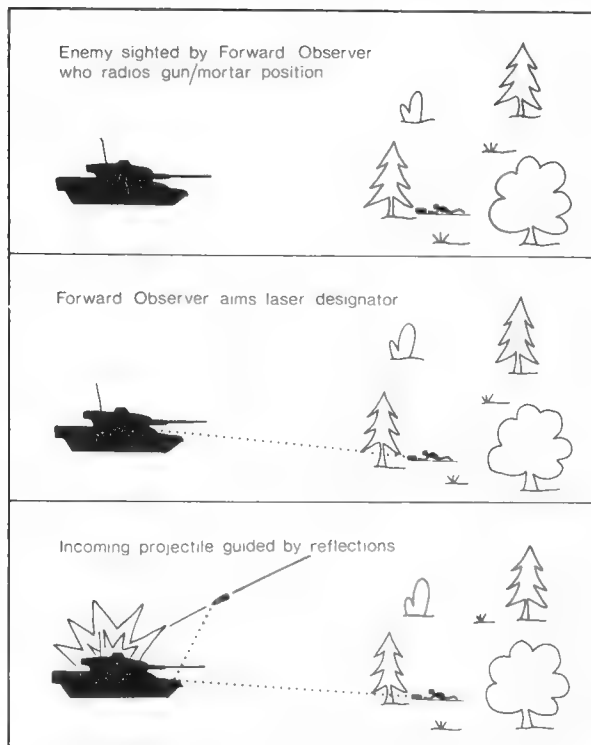 Enemy sighted by Forward Observer
who radios gun/mortar position
Forward Observer aims laser designator
Incoming projectile guided by reflections